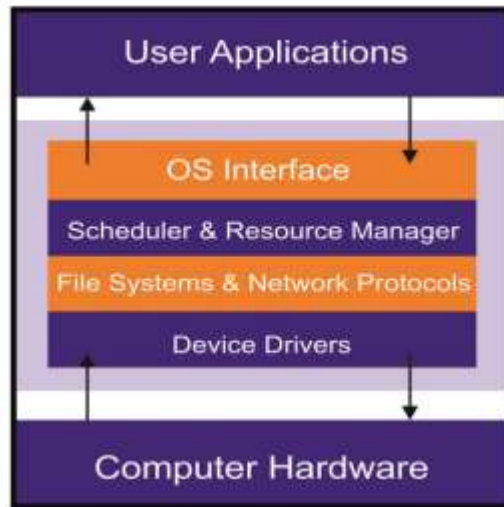 User Applications
OS Interface
Scheduler & Resource Manager
File Systems & Network Protocols
Device Drivers
Computer Hardware